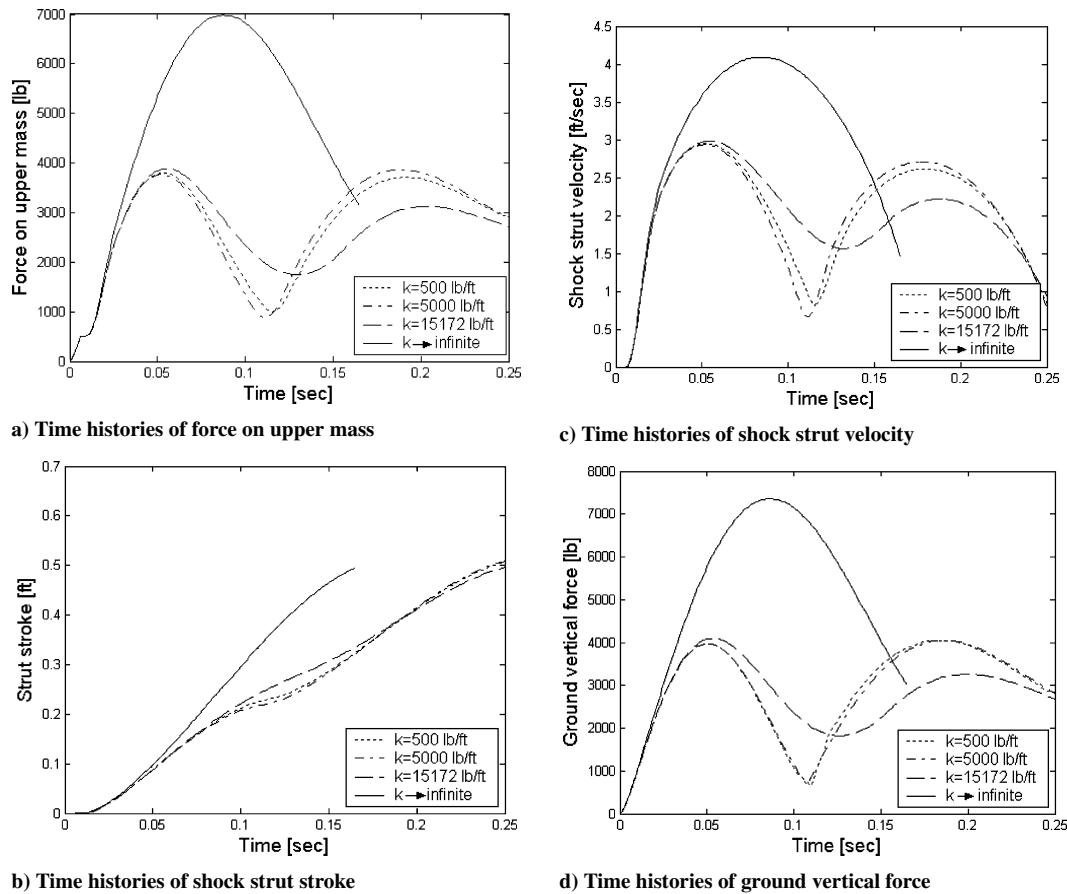 7000
6000
5000
4000
3000
2000
1000
0
Force on upper mass [lb]
0 0.05 0.1 0.15 0.2 0.25
Time [sec]
k=500 lb/ft
k=5000 lb/ft
k=15172 lb/ft
k → infinite
a) Time histories of force on upper mass
4.5
4
3.5
3
2.5
2
1.5
1
0.5
0
Shock strut velocity [ft/sec]
0 0.05 0.1 0.15 0.2 0.25
Time [sec]
k=500 lb/ft
k=5000 lb/ft
k=15172 lb/ft
k → infinite
c) Time histories of shock strut velocity
0.7
0.6
0.5
0.4
0.3
0.2
0.1
0
Strut stroke [ft]
0 0.05 0.1 0.15 0.2 0.25
Time [sec]
k=500 lb/ft
k=5000 lb/ft
k=15172 lb/ft
k → infinite
b) Time histories of shock strut stroke
8000
7000
6000
5000
4000
3000
2000
1000
0
Ground vertical force [lb]
0 0.05 0.1 0.15 0.2 0.25
Time [sec]
k=500 lb/ft
k=5000 lb/ft
k=15172 lb/ft
k → infinite
d) Time histories of ground vertical force